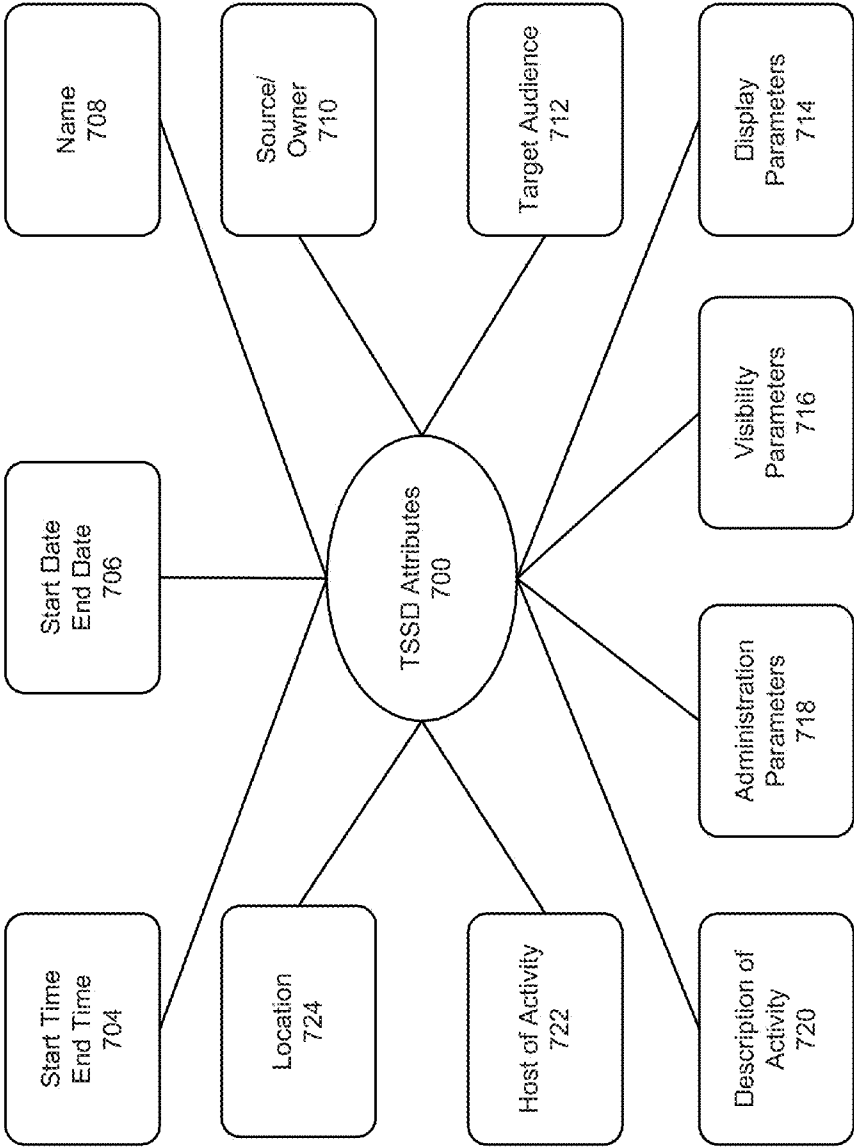 Start Time
End Time
704
Start Date
End Date
706
Name
708
Location
724
Source/
Owner
710
TSSD Attributes
700
Host of Activity
722
Target Audience
712
Description of
Activity
720
Administration
Parameters
718
Visibility
Parameters
716
Display
Parameters
714